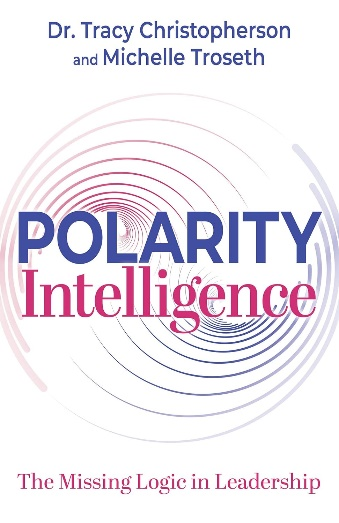 Dr. Tracy Christopherson
and Michelle Troseth
POLARITY
Intelligence
The Missing Logic in Leadership